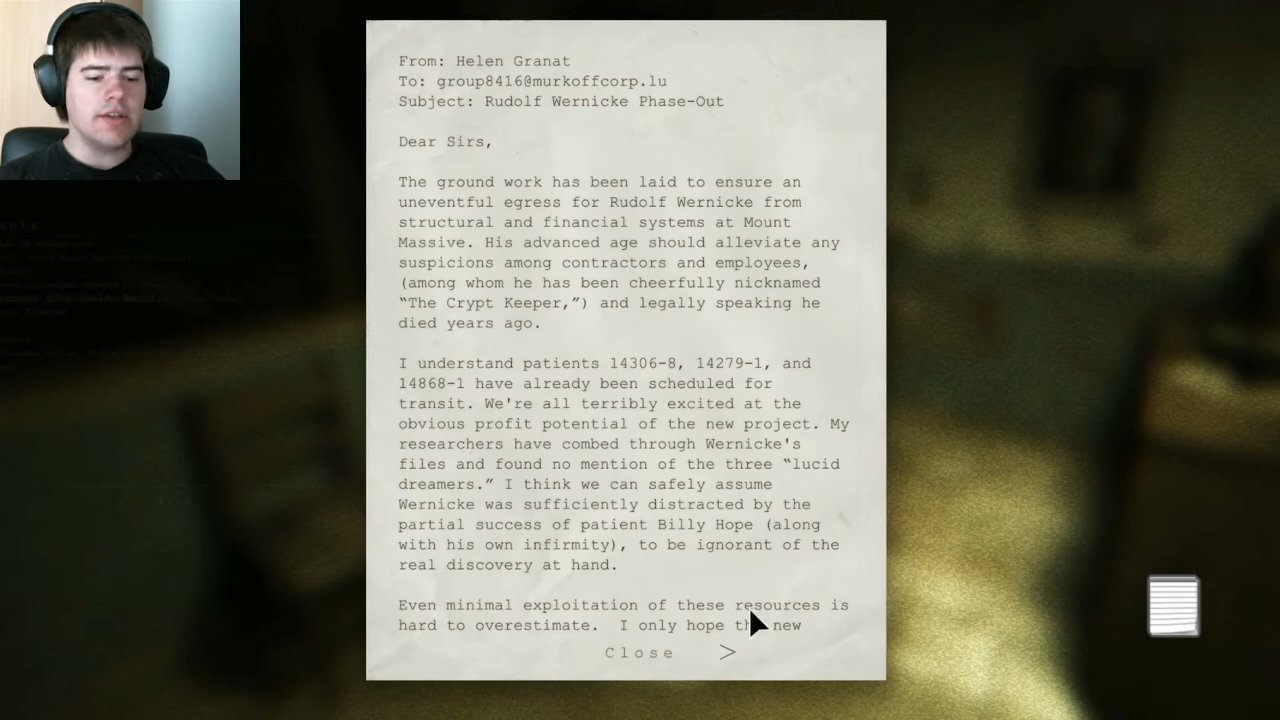 From: Helen Granat
To: group8416@murkoffcorp.lu
Subject: Rudolf Wernicke Phase-Out
Dear Sirs,
The ground work has been laid to ensure an
uneventful egress for Rudolf Wernicke from
structural and financial systems at Mount
Massive. His advanced age should alleviate any
suspicions among contractors and employees,
(among whom he has been cheerfully nicknamed
“The Crypt Keeper,”) and legally speaking he
died years ago.
I understand patients 14306-8, 14279-1, and
14868-1 have already been scheduled for
transit. We're all terribly excited at the
obvious profit potential of the new project. My
researchers have combed through Wernicke's
files and found no mention of the three “lucid
dreamers.” I think we can safely assume
Wernicke was sufficiently distracted by the
partial success of patient Billy Hope (along
with his own infirmity), to be ignorant of the
real discovery at hand.
Even minimal exploitation of these resources is
hard to overestimate.  I only hope new
Close >